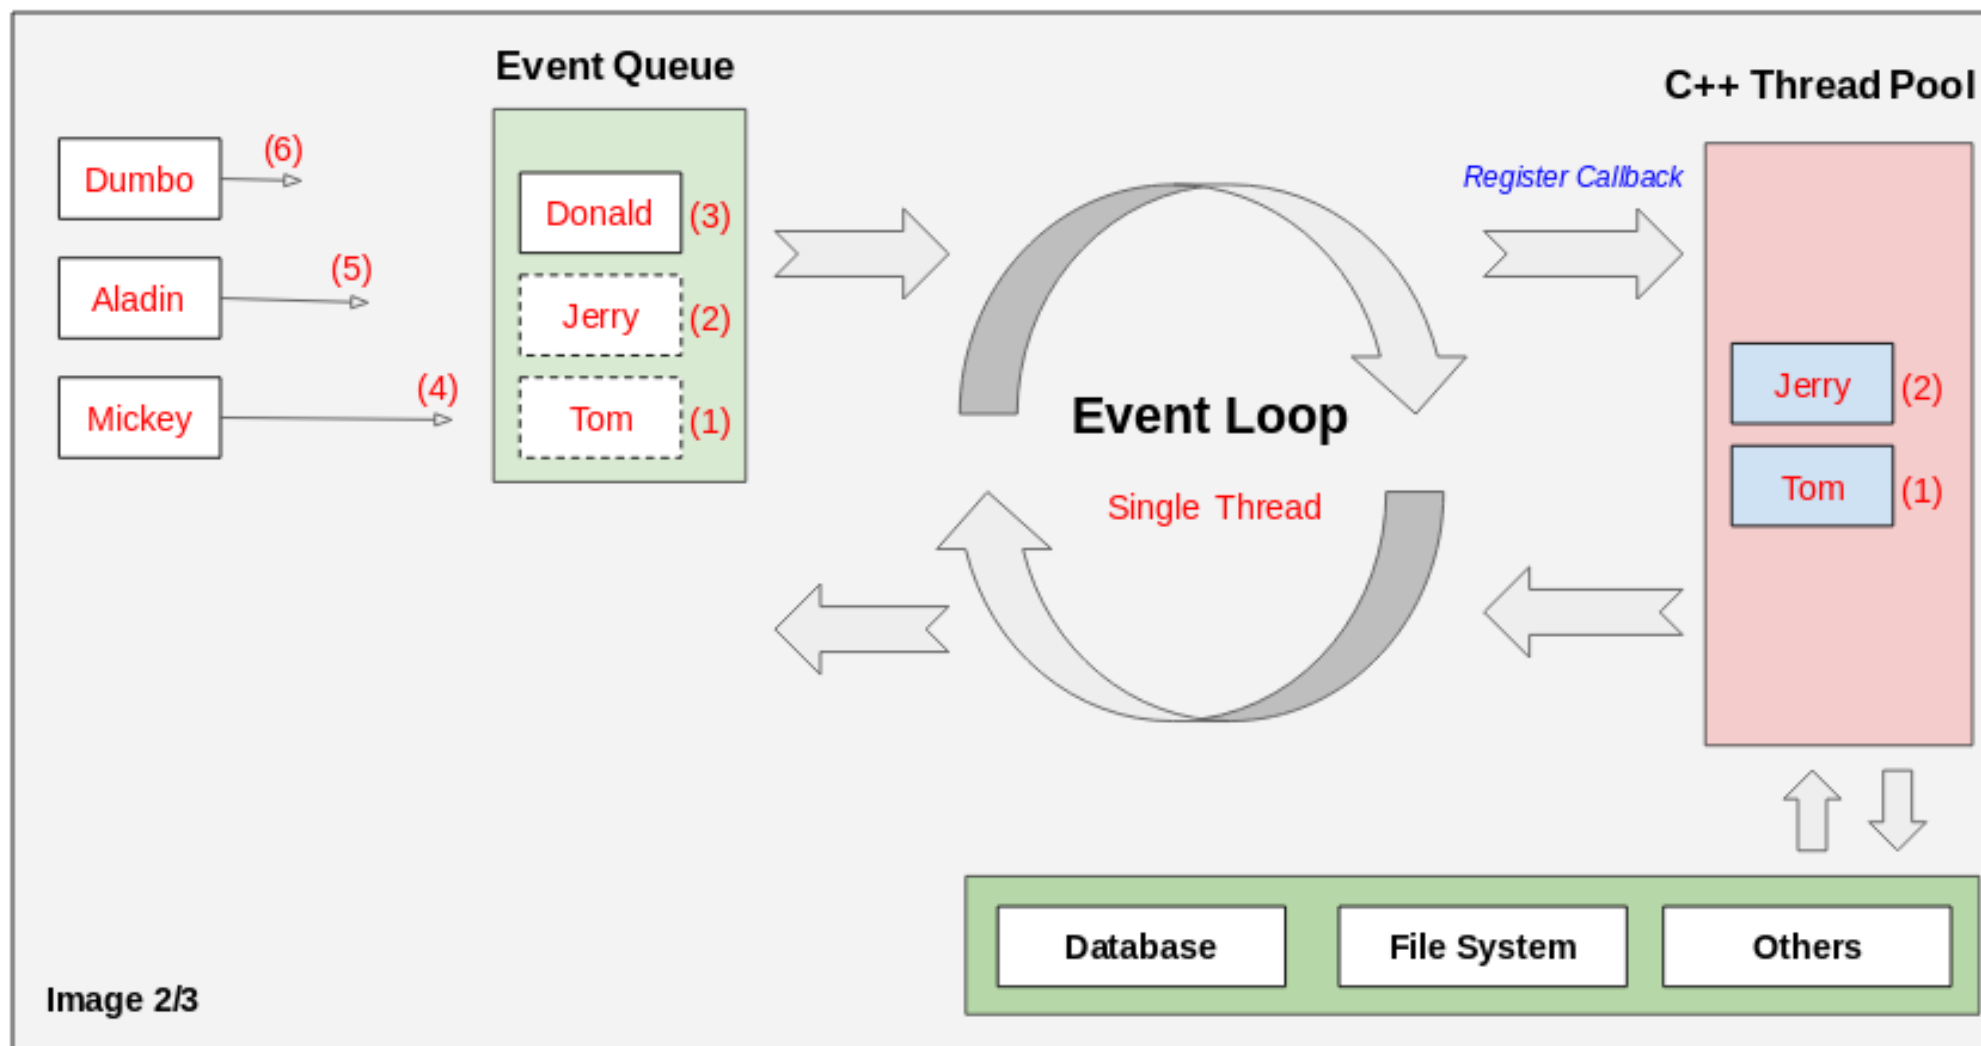 Event Queue
C++ Thread Pool
Dumbo
(6)
Aladin
(5)
Mickey
(4)
Donald
(3)
Jerry
(2)
Tom
(1)
Register Callback
Event Loop
Single Thread
Jerry
(2)
Tom
(1)
Database
File System
Others
Image 2/3